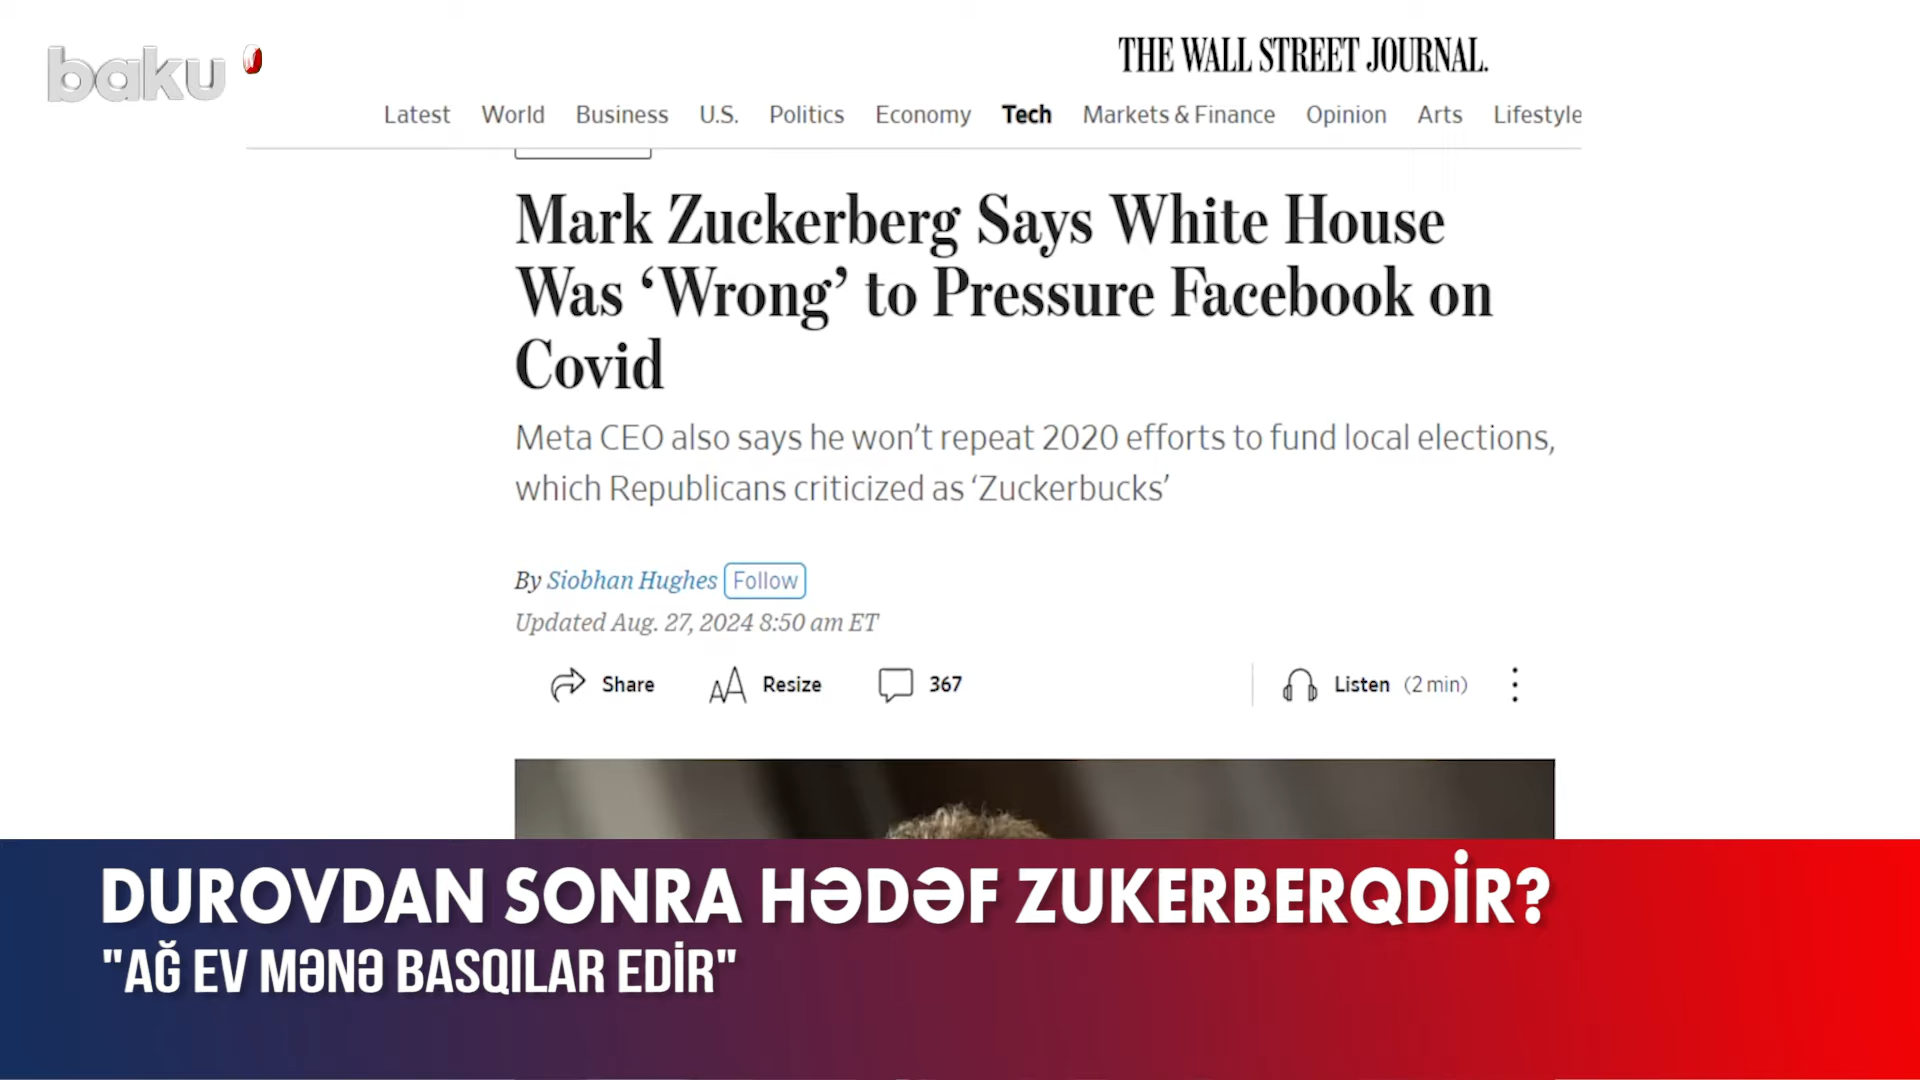 baku
THE WALL STREET JOURNAL.
Latest World Business U.S. Politics Economy Tech Markets & Finance Opinion Arts Lifestyle
Mark Zuckerberg Says White House
Was ‘Wrong’ to Pressure Facebook on
Covid
Meta CEO also says he won’t repeat 2020 efforts to fund local elections,
which Republicans criticized as ‘Zuckerbucks’
By Siobhan Hughes Follow
Updated Aug. 27, 2024 8:50 am ET
Share Resize 367 Listen (2 min)
DUROVDAN SONRA HƏDƏF ZUKERBERQDİR?
"AĞ EV MƏNƏ BASQILAR EDİR"